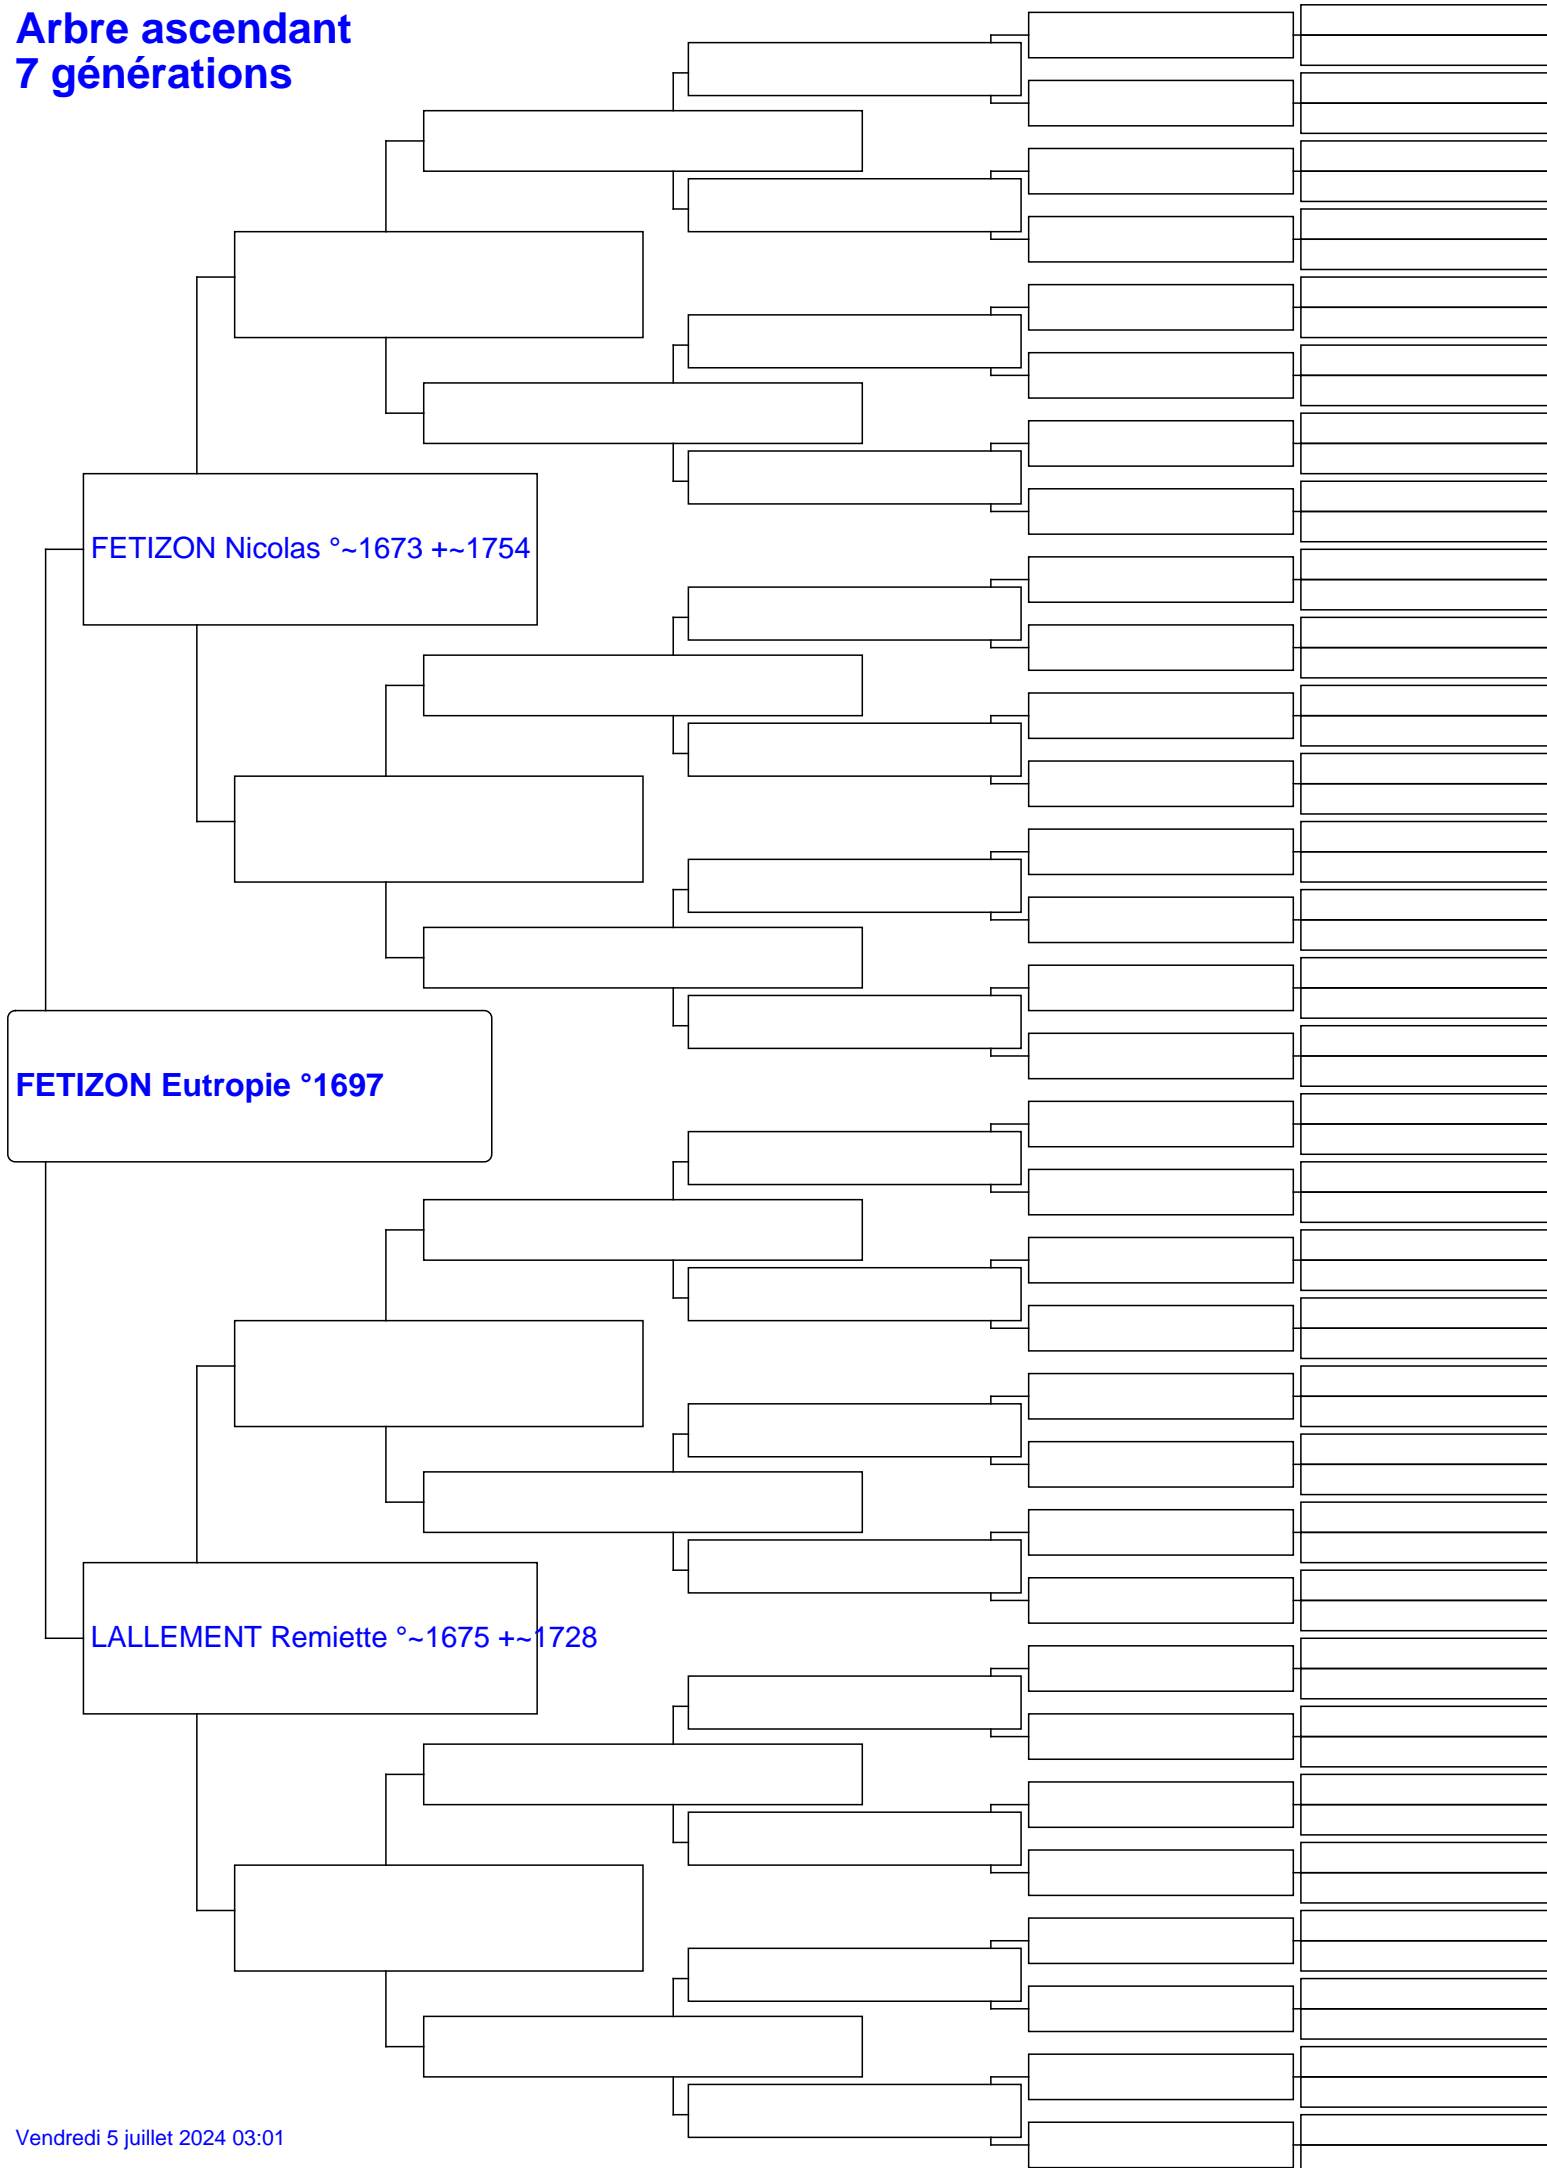 Arbre ascendant
7 générations
FETIZON Nicolas °~1673 +~1754
FETIZON Eutropie °1697
LALLEMENT Remiette °~1675 +~1728
Vendredi 5 juillet 2024 03:01